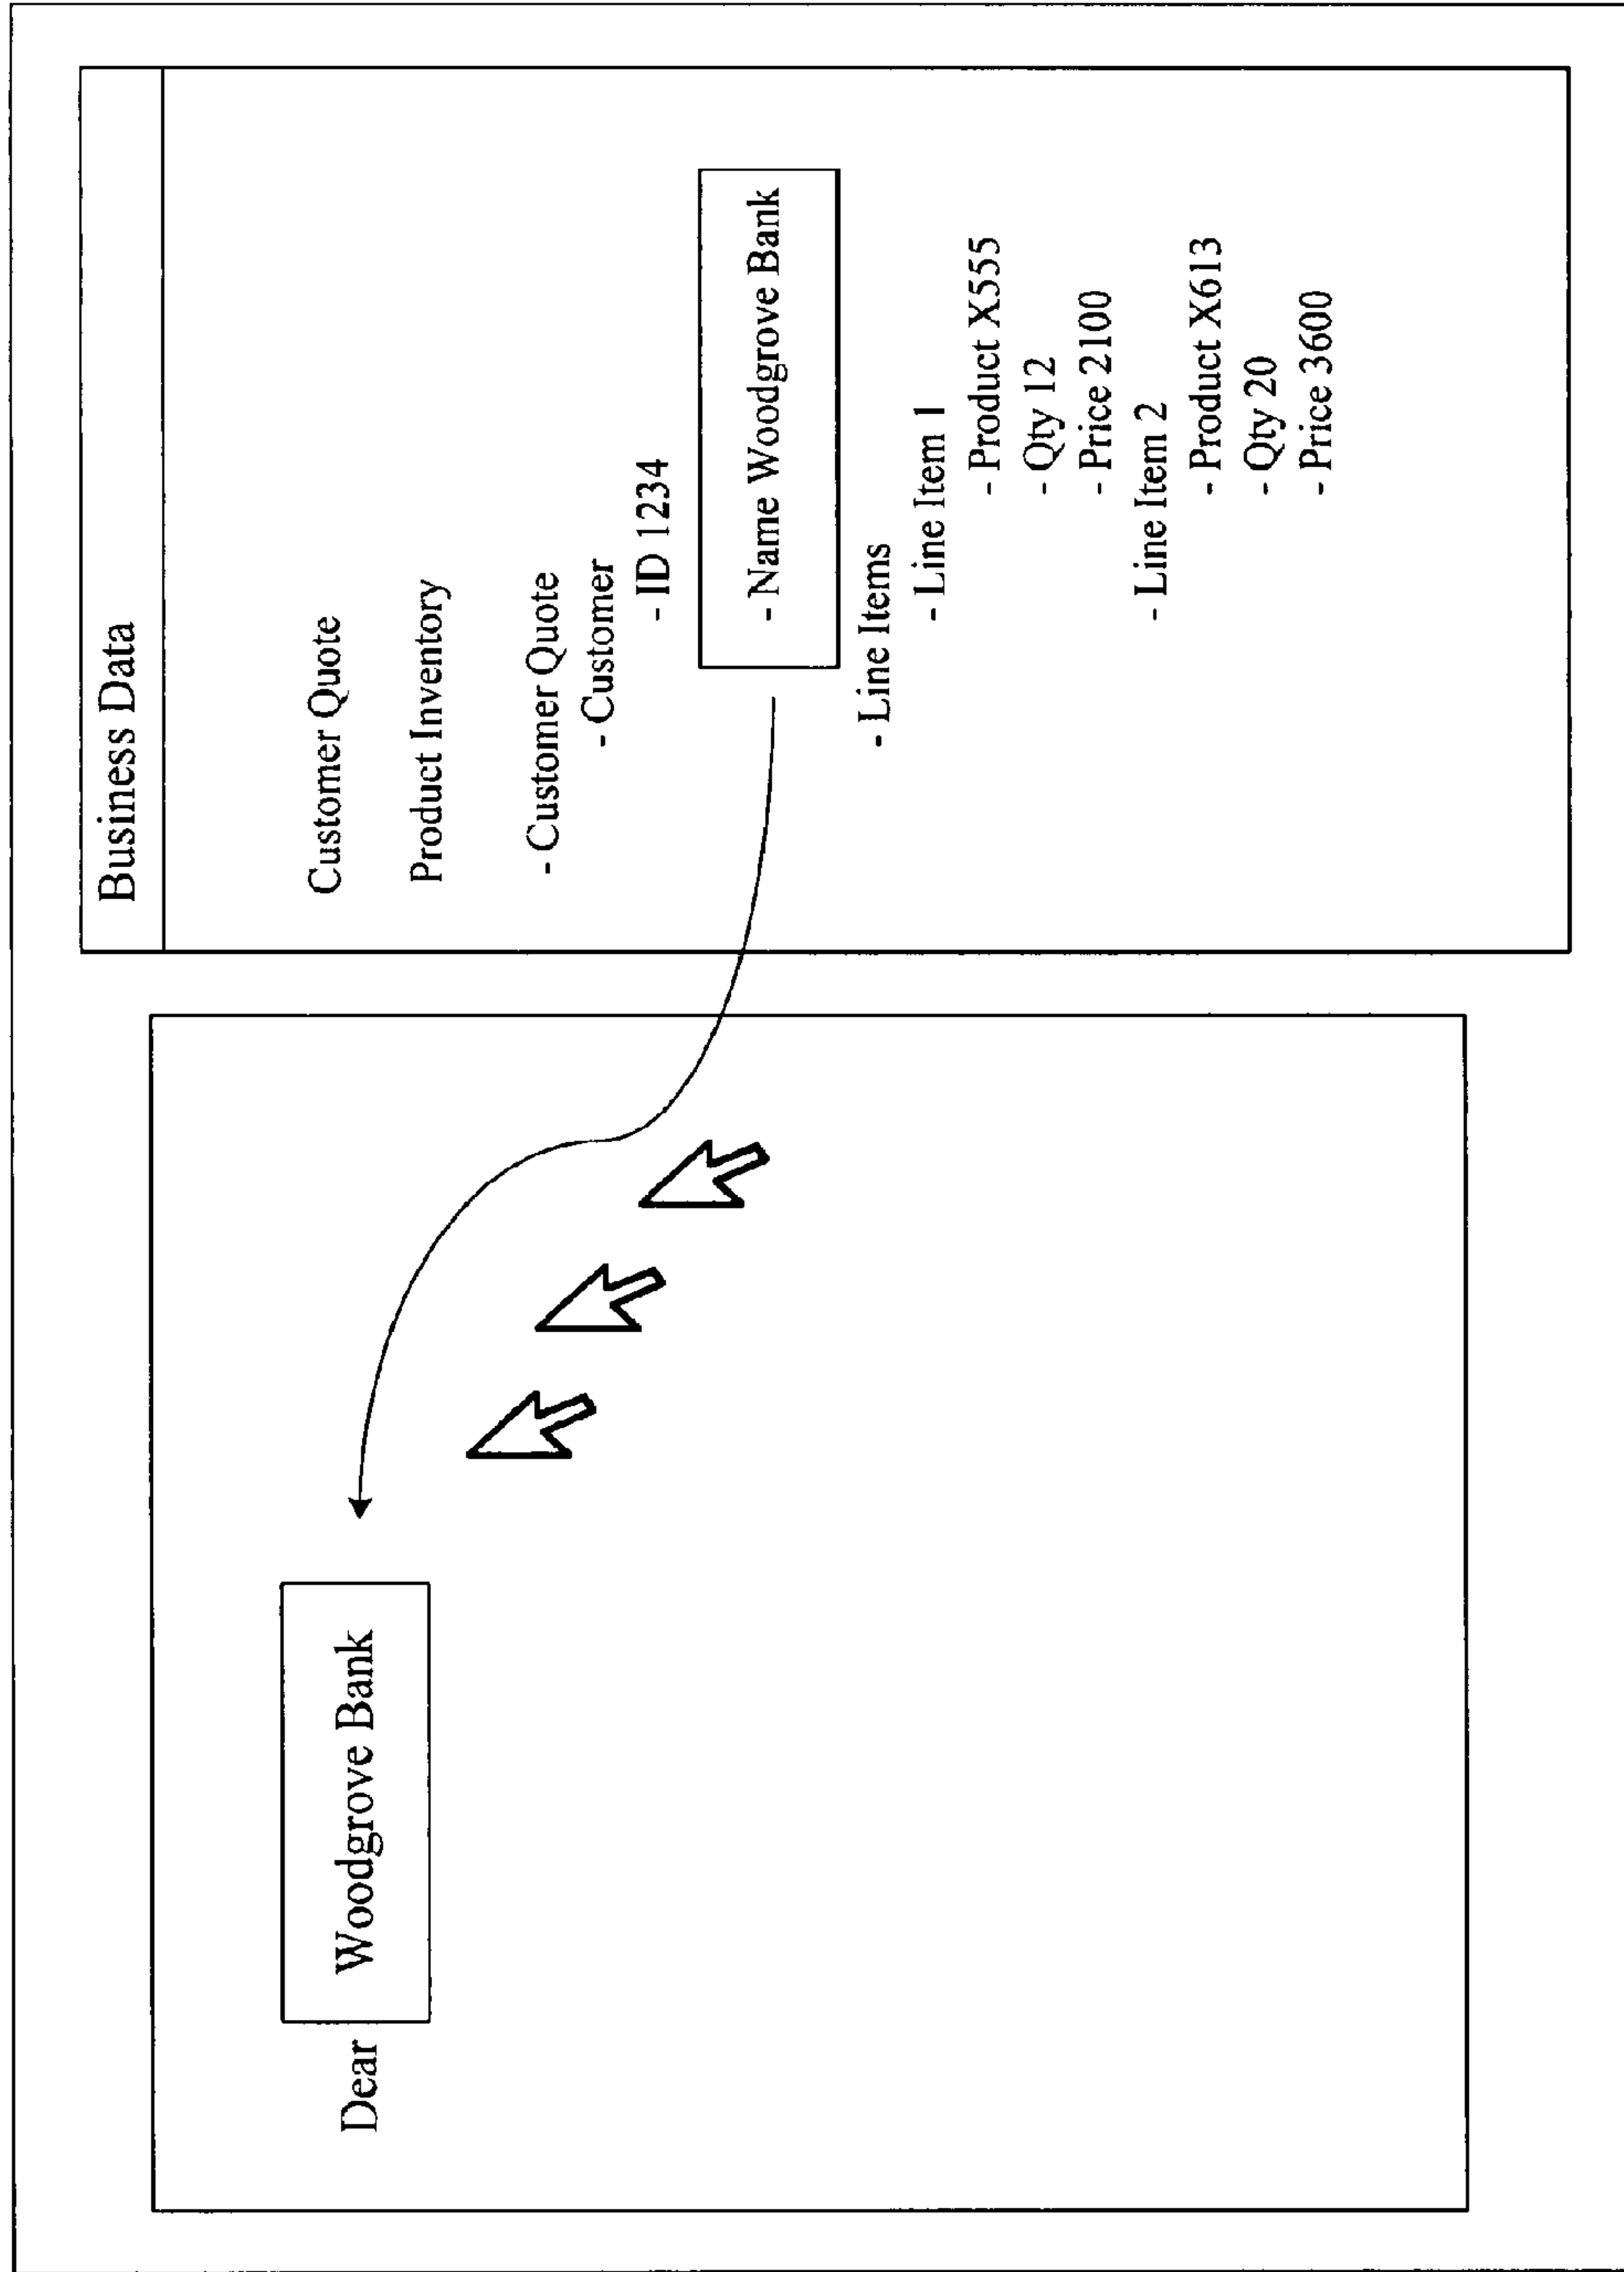 Dear Woodgrove Bank
Business Data
Customer Quote
Product Inventory
- Customer Quote
- Customer
- ID 1234
- Name Woodgrove Bank
- Line Items
- Line Item 1
- Product X555
- Qty 12
- Price 2100
- Line Item 2
- Product X613
- Qty 20
- Price 3600